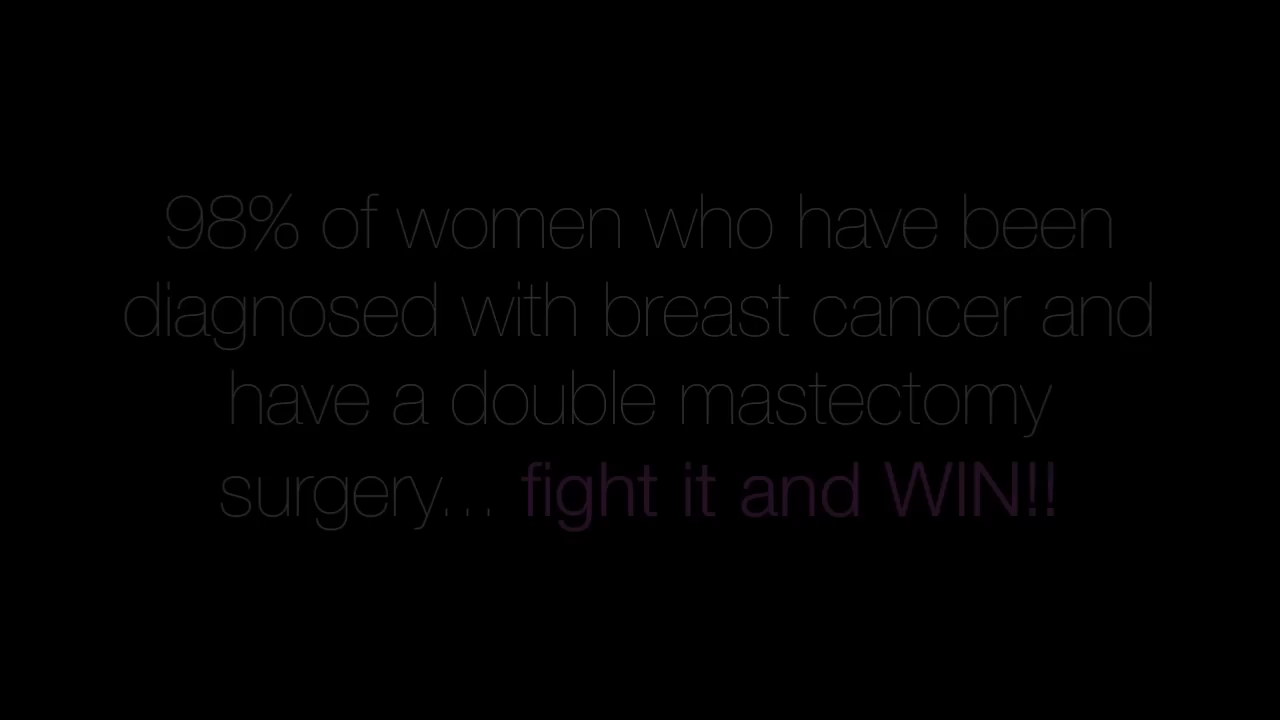 98% of women who have been
diagnosed with breast cancer and
have a double mastectomy
surgery... fight it and WIN!!